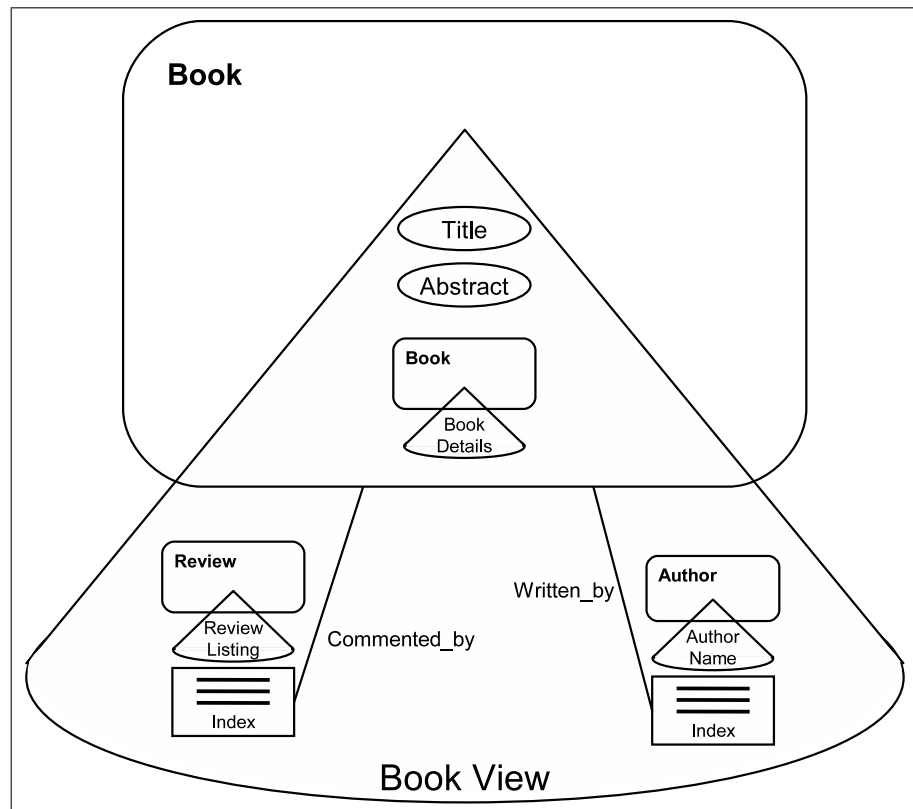 Book
Title
Abstract
Book
Book
Details
Review
Review
Listing
Index
Commented_by
Written_by
Author
Author
Name
Index
Book View